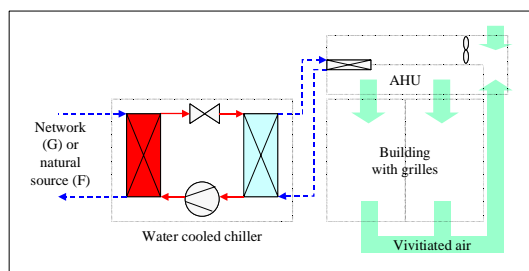 AHU
Network
(G) or
natural
source (F)
Building
with grilles
Water cooled chiller
Vivitiated air